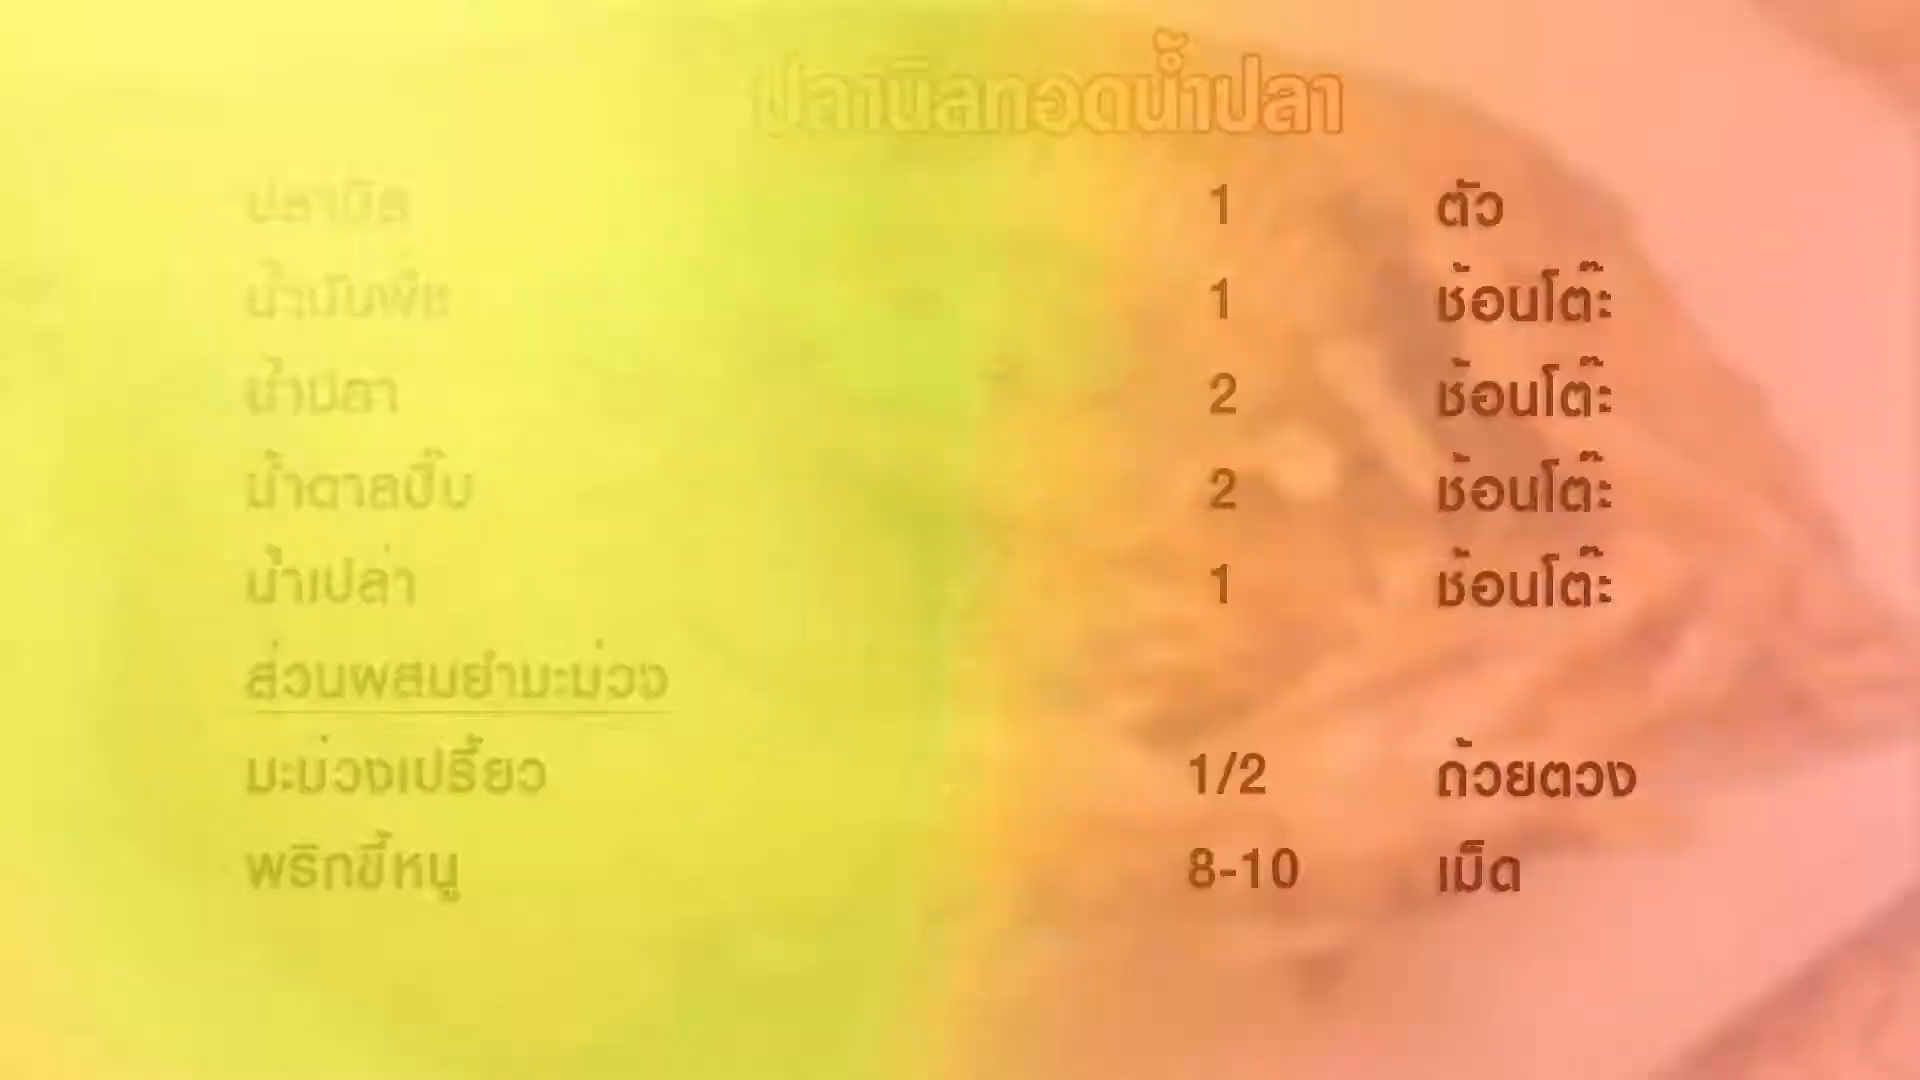 ปลานิลทอดน้ำปลา
ปลานิล 1 ตัว
น้ำมันพืช 1 ช้อนโต๊ะ
น้ำปลา 2 ช้อนโต๊ะ
น้ำตาลปี๊บ 2 ช้อนโต๊ะ
น้ำเปล่า 1 ช้อนโต๊ะ
ส่วนผสมยำมะม่วง
มะม่วงเปรี้ยว 1/2 ถ้วยตวง
พริกขี้หนู 8-10 เม็ด